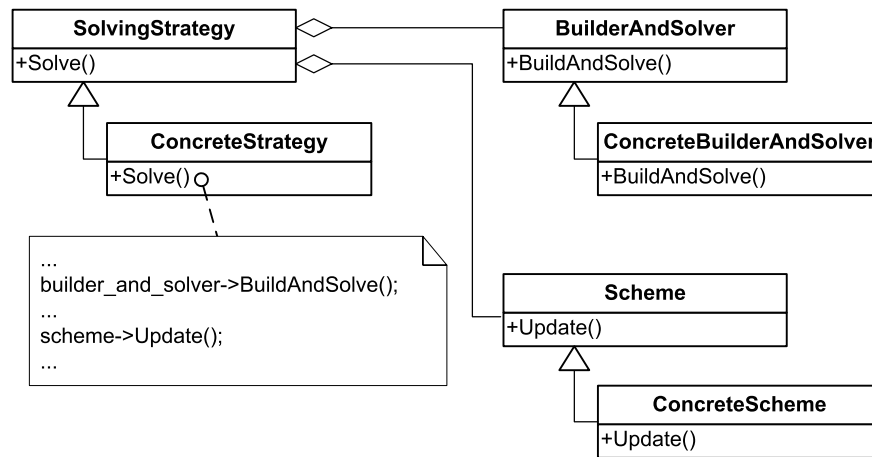 SolvingStrategy
+Solve()
BuilderAndSolver
+BuildAndSolve()
ConcreteStrategy
+Solve()
ConcreteBuilderAndSolver
+BuildAndSolve()
...
builder_and_solver->BuildAndSolve();
...
scheme->Update();
...
Scheme
+Update()
ConcreteScheme
+Update()